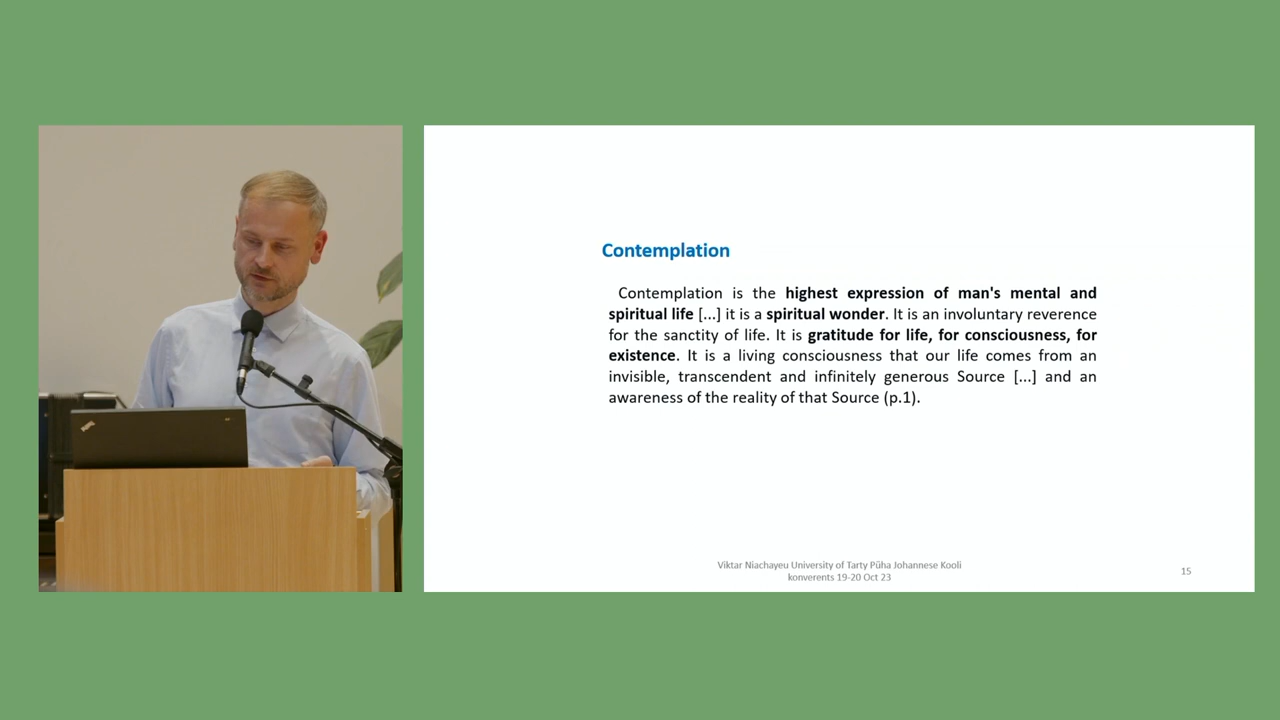 Contemplation
Contemplation is the highest expression of man's mental and
spiritual life [...] it is a spiritual wonder. It is an involuntary reverence
for the sanctity of life. It is gratitude for life, for consciousness, for
existence. It is a living consciousness that our life comes from an
invisible, transcendent and infinitely generous Source [...] and an
awareness of the reality of that Source (p.1).
Viktar Niachayeu University of Tarty Püha Johannese Kooli
konverents 19-20 Oct 23
15